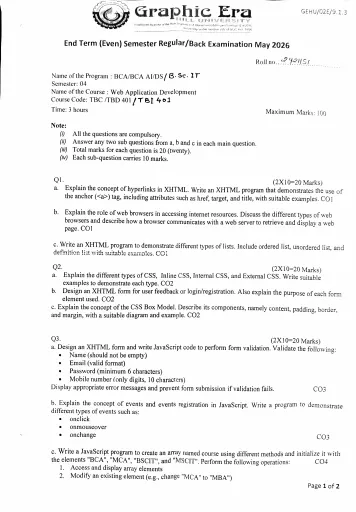 GEHU/02E/9.1.3
Graphic Era
HILL UNIVERSITY
End Term (Even) Semester Regular/Back Examination May 2026
Roll no.
Name of the Program : BCA/BCA AI/DS/B.Sc.IT
Semester: 04
Name of the Course : Web Application Development
Course Code: TBC /TBD 401/TBI 401
Time: 3 hours
Maximum Marks: 100
Note:
(i) All the questions are compulsory.
(ii) Answer any two sub questions from a, b and c in each main question.
(iii) Total marks for each question is 20 (twenty).
(iv) Each sub-question carries 10 marks.
Q1. (2X10=20 Marks)
a. Explain the concept of hyperlinks in XHTML. Write an XHTML program that demonstrates the use of
the anchor (<a>) tag, including attributes such as href, target, and title, with suitable examples. CO1
b. Explain the role of web browsers in accessing internet resources. Discuss the different types of web
browsers and describe how a browser communicates with a web server to retrieve and display a web
page. CO1
c. Write an XHTML program to demonstrate different types of lists. Include ordered list, unordered list, and
definition list with suitable examples. CO1
Q2. (2X10=20 Marks)
a. Explain the different types of CSS, Inline CSS, Internal CSS, and External CSS. Write suitable
examples to demonstrate each type. CO2
b. Design an XHTML form for user feedback or login/registration. Also explain the purpose of each form
element used. CO2
c. Explain the concept of the CSS Box Model. Describe its components, namely content, padding, border,
and margin, with a suitable diagram and example. CO2
Q3. (2X10=20 Marks)
a. Design an XHTML form and write JavaScript code to perform form validation. Validate the following:
• Name (should not be empty)
• Email (valid format)
• Password (minimum 6 characters)
• Mobile number (only digits, 10 characters)
Display appropriate error messages and prevent form submission if validation fails. CO3
b. Explain the concept of events and events registration in JavaScript. Write a program to demonstrate
different types of events such as:
• onclick
• onmouseover
• onchange
CO3
c. Write a JavaScript program to create an array named course using different methods and initialize it with
the elements "BCA", "MCA", "BSCIT", and "MSCIT". Perform the following operations: CO4
1. Access and display array elements
2. Modify an existing element (e.g., change "MCA" to "MBA")
Page 1 of 2